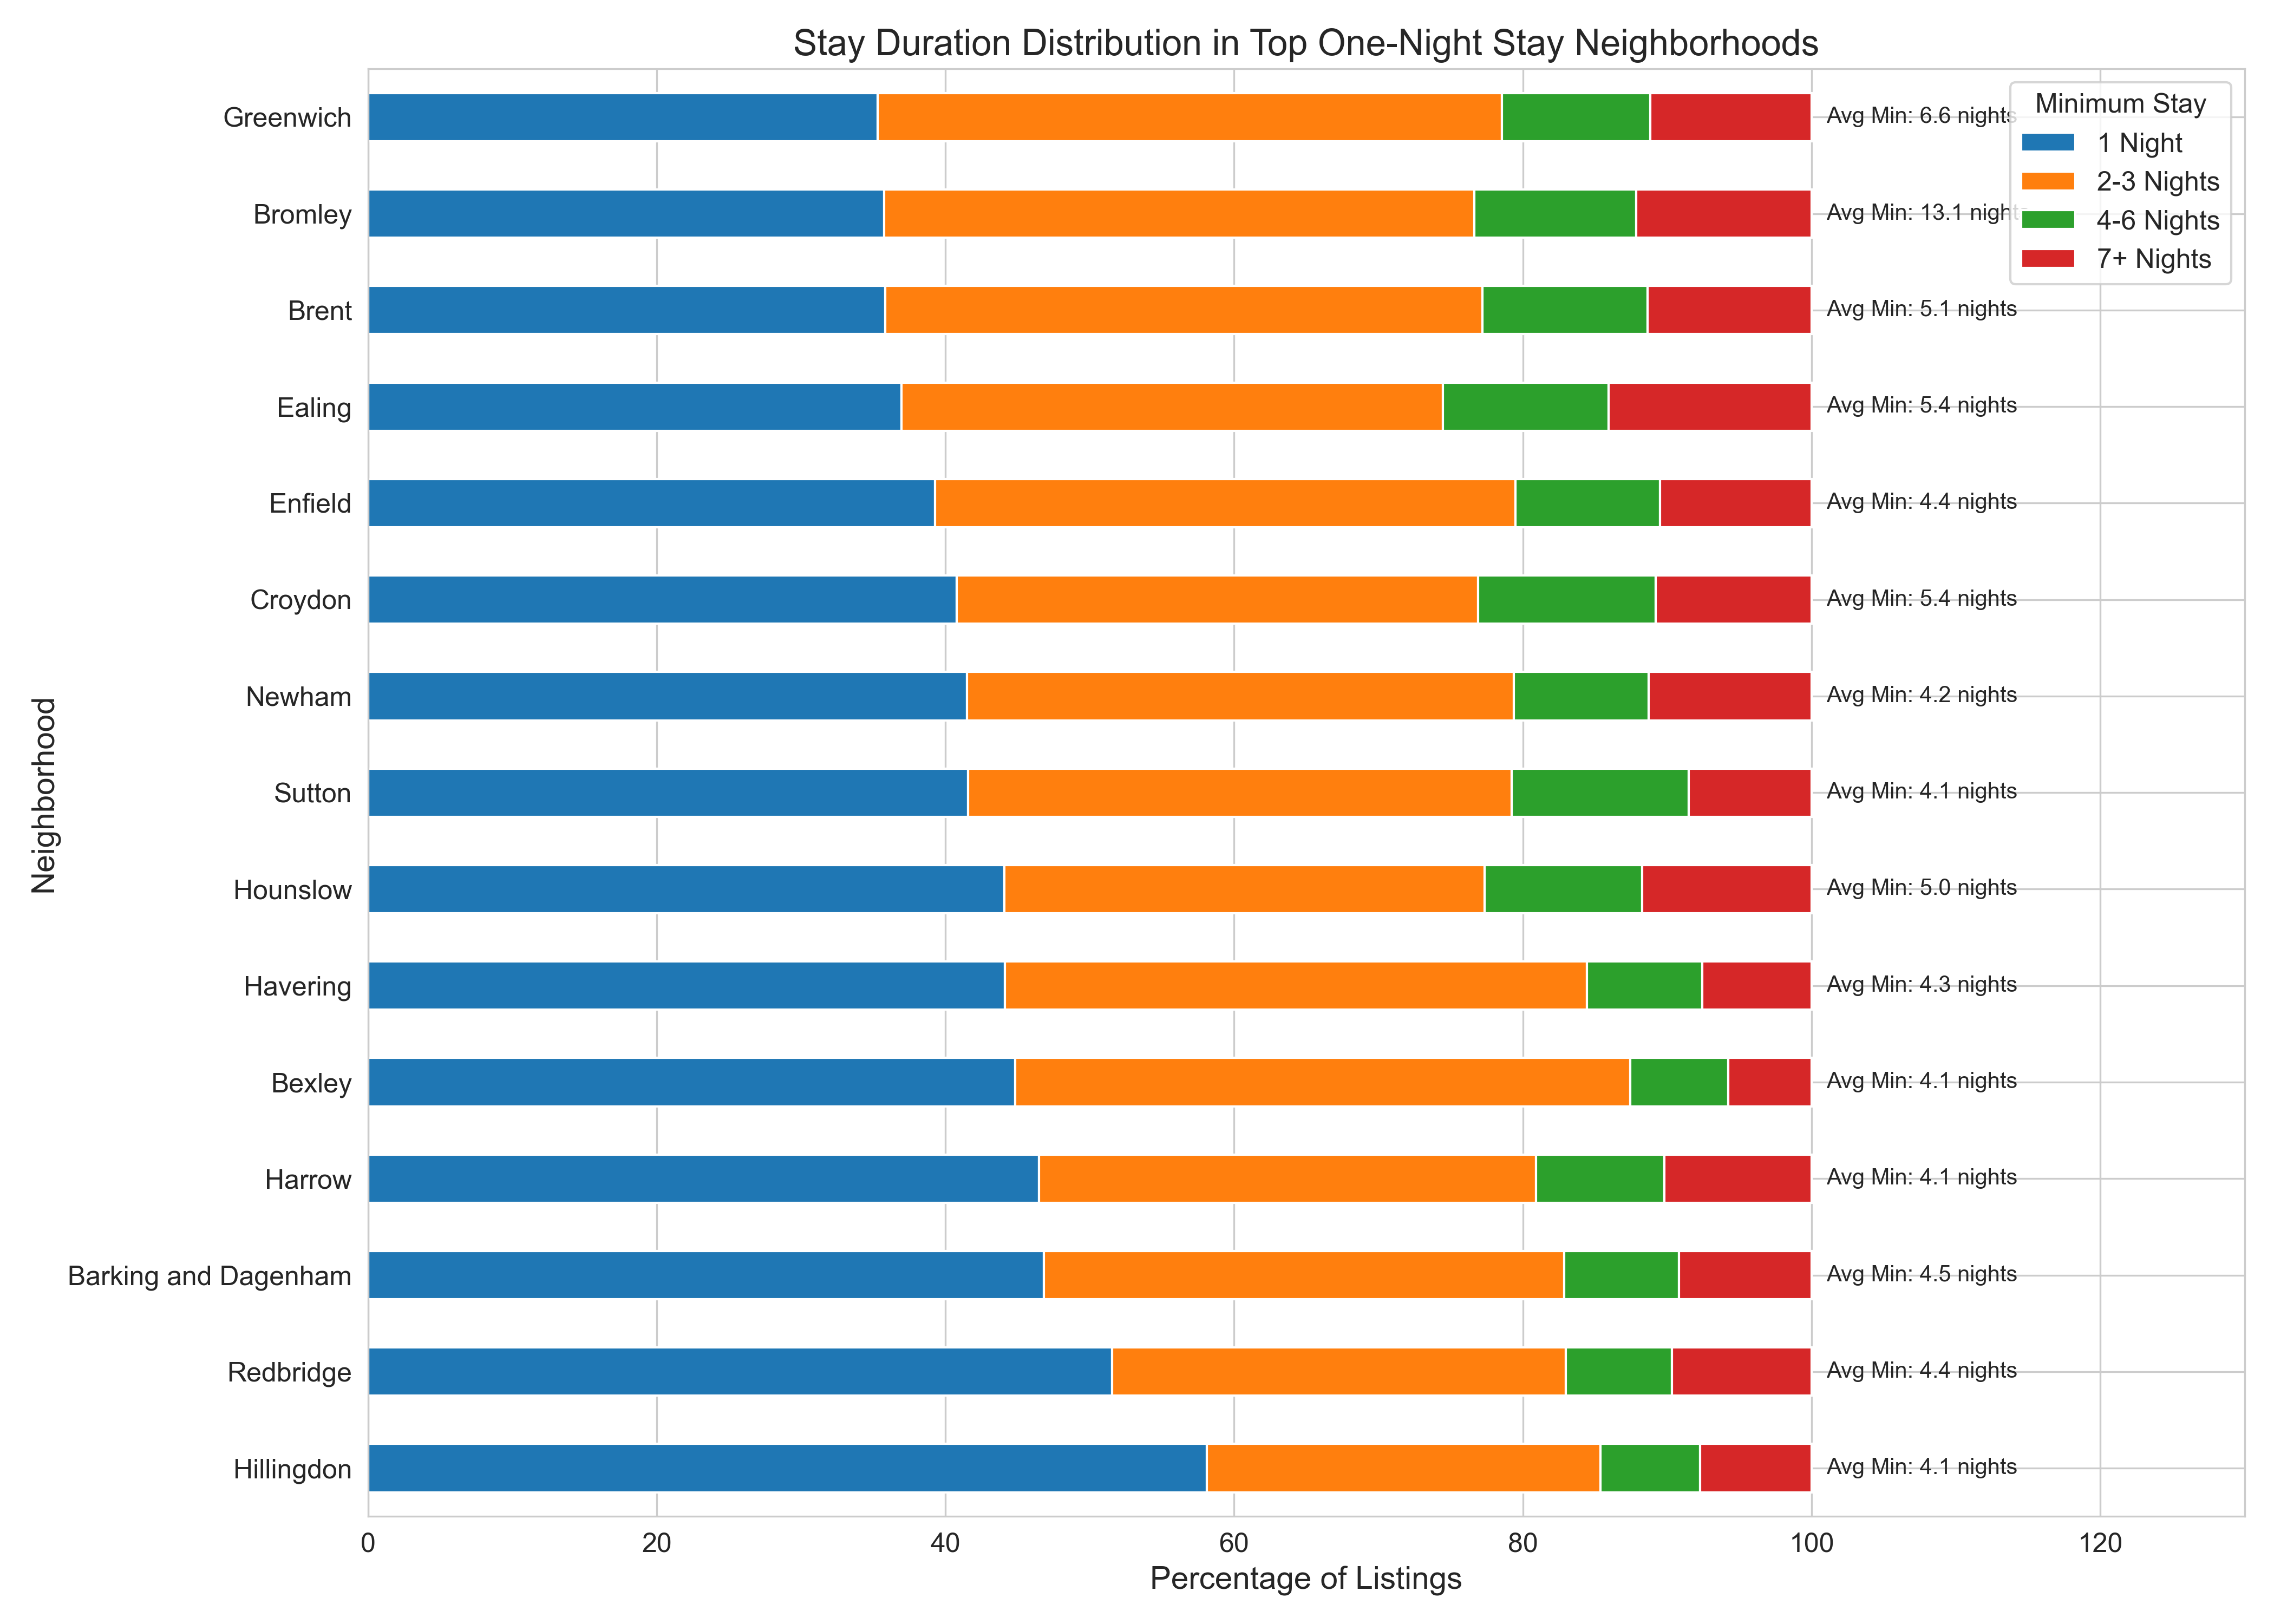 Stay Duration Distribution in Top One-Night Stay Neighborhoods
Minimum Stay
1 Night
2-3 Nights
4-6 Nights
7+ Nights
Neighborhood
Greenwich Avg Min: 6.6 nights
Bromley Avg Min: 13.1 nights
Brent Avg Min: 5.1 nights
Ealing Avg Min: 5.4 nights
Enfield Avg Min: 4.4 nights
Croydon Avg Min: 5.4 nights
Newham Avg Min: 4.2 nights
Sutton Avg Min: 4.1 nights
Hounslow Avg Min: 5.0 nights
Havering Avg Min: 4.3 nights
Bexley Avg Min: 4.1 nights
Harrow Avg Min: 4.1 nights
Barking and Dagenham Avg Min: 4.5 nights
Redbridge Avg Min: 4.4 nights
Hillingdon Avg Min: 4.1 nights
0 20 40 60 80 100 120
Percentage of Listings